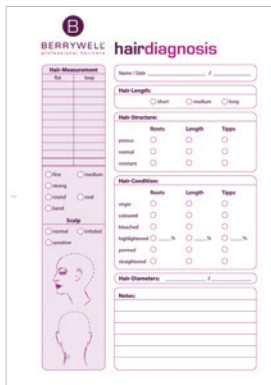 B
BERRYWELL®
professional haircare
hairdiagnosis
Hair-Measurement
flat loop
fine medium
strong
round oval
band
Scalp
normal irritated
sensitive
Name / Date /
Hair-Length:
short medium long
Hair-Structure:
Roots Length Tipps
porous
normal
resistant
Hair-Condition:
Roots Length Tipps
virgin
coloured
bleached
highlightened % % %
permed
straightened
Hair-Diameters: /
Notes: